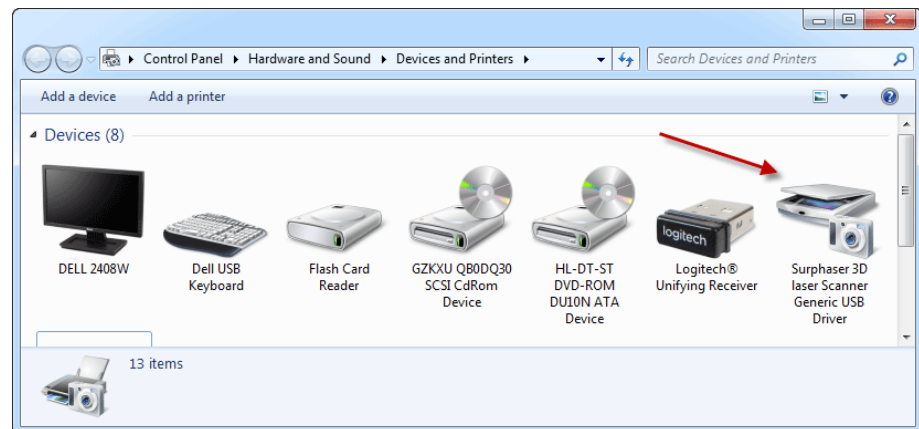 Control Panel Hardware and Sound Devices and Printers Search Devices and Printers
Add a device Add a printer
Devices (8)
logitech
DELL 2408W
Dell USB
Keyboard
Flash Card
Reader
GZKXU QB0DQ30
SCSI CdRom
Device
HL-DT-ST
DVD-ROM
DU10N ATA
Device
Logitech®
Unifying Receiver
Surphaser 3D
laser Scanner
Generic USB
Driver
13 items